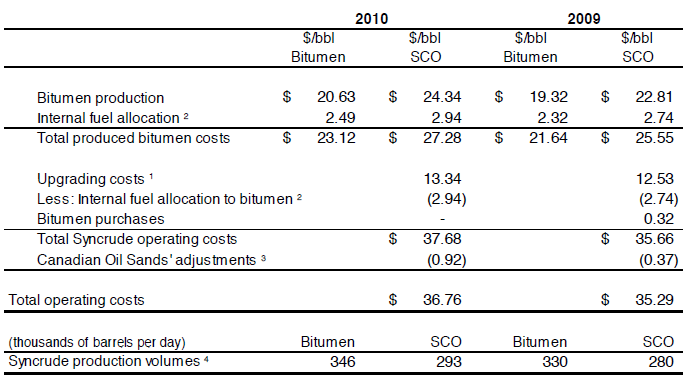 2010 2009
$/bbl $/bbl $/bbl $/bbl
Bitumen SCO Bitumen SCO
Bitumen production $ 20.63 $ 24.34 $ 19.32 $ 22.81
Internal fuel allocation ² 2.49 2.94 2.32 2.74
Total produced bitumen costs $ 23.12 $ 27.28 $ 21.64 $ 25.55
Upgrading costs ¹ 13.34 12.53
Less: Internal fuel allocation to bitumen ² (2.94) (2.74)
Bitumen purchases - 0.32
Total Syncrude operating costs $ 37.68 $ 35.66
Canadian Oil Sands' adjustments ³ (0.92) (0.37)
Total operating costs $ 36.76 $ 35.29
(thousands of barrels per day) Bitumen SCO Bitumen SCO
Syncrude production volumes ⁴ 346 293 330 280